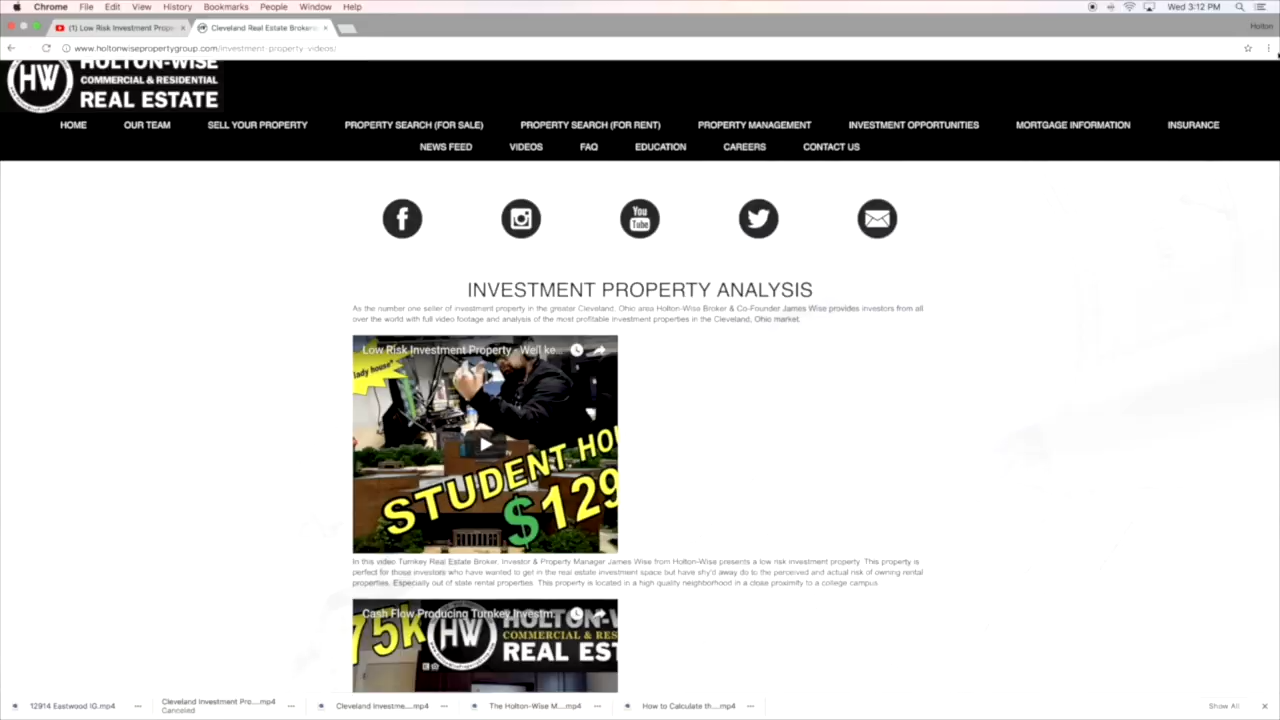 Chrome File Edit View History Bookmarks People Window Help Wed 3:12 PM
(1) Low Risk Investment Prope Cleveland Real Estate Brokera Holton
www.holtonwisepropertygroup.com/investment-property-videos/
HW HOLTON-WISE
COMMERCIAL & RESIDENTIAL
REAL ESTATE
HOME OUR TEAM SELL YOUR PROPERTY PROPERTY SEARCH (FOR SALE) PROPERTY SEARCH (FOR RENT) PROPERTY MANAGEMENT INVESTMENT OPPORTUNITIES MORTGAGE INFORMATION INSURANCE
NEWS FEED VIDEOS FAQ EDUCATION CAREERS CONTACT US
You
Tube
INVESTMENT PROPERTY ANALYSIS
As the number one seller of investment property in the greater Cleveland, Ohio area Holton-Wise Broker & Co-Founder James Wise provides investors from all
over the world with full video footage and analysis of the most profitable investment properties in the Cleveland, Ohio market.
Low Risk Investment Property - We'll ke...
lady house"
STUDENT HOU
$129
In this video Turnkey Real Estate Broker, Investor & Property Manager James Wise from Holton-Wise presents a low risk investment property. This property is
perfect for those investors who have wanted to get in the real estate investment space but have shy'd away do to the perceived and actual risk of owning rental
properties. Especially out of state rental properties. This property is located in a high quality neighborhood in a close proximity to a college campus.
Cash Flow Producing Turnkey Investm...
75k HW HOLTON-W
COMMERCIAL & RES
REAL EST
12914 Eastwood IG.mp4 Cleveland Investment Pro....mp4 Cleveland Investme....mp4 The Holton-Wise M....mp4 How to Calculate th....mp4 Show All
Canceled